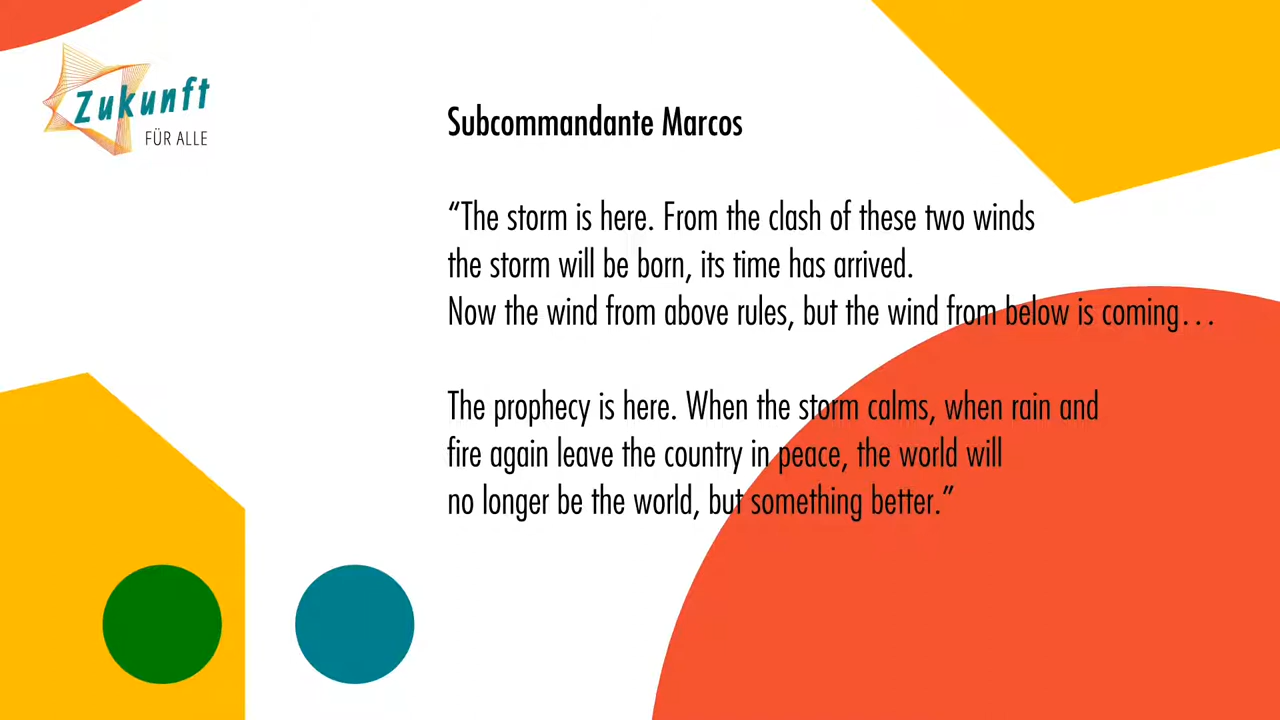 Zukunft
FÜR ALLE
Subcommandante Marcos
“The storm is here. From the clash of these two winds
the storm will be born, its time has arrived.
Now the wind from above rules, but the wind from below is coming…
The prophecy is here. When the storm calms, when rain and
fire again leave the country in peace, the world will
no longer be the world, but something better.”